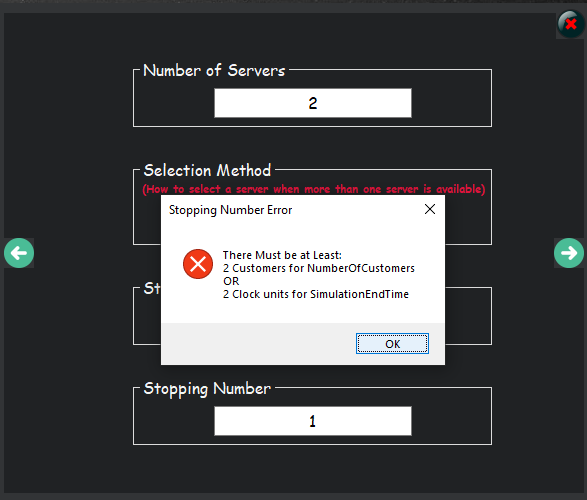 Number of Servers
2
Selection Method
(How to select a server when more than one server is available)
Stopping Number Error
There Must be at Least:
2 Customers for NumberOfCustomers
OR
2 Clock units for SimulationEndTime
OK
Stopping Number
1